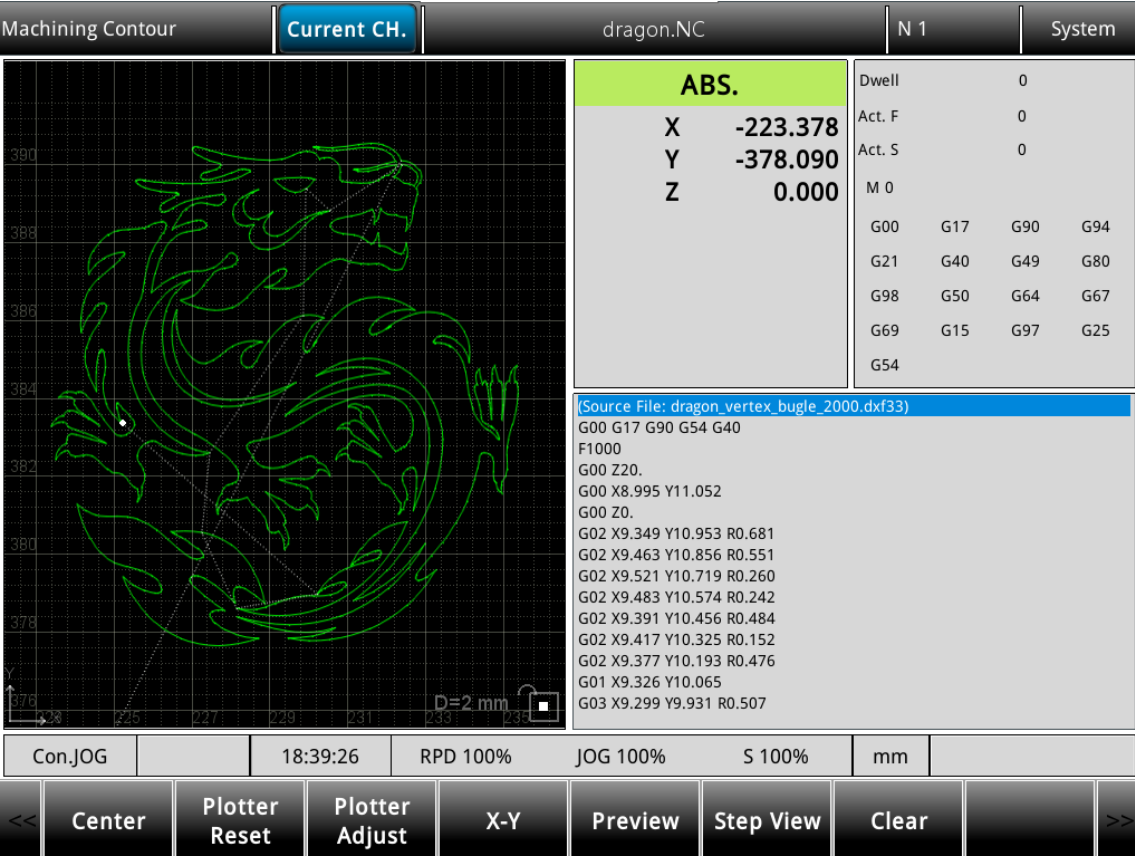 Machining Contour
Current CH.
dragon.NC
N 1
System
390
388
386
384
382
380
378
376
Y
X
225
227
229
231
233
235
D=2 mm
ABS.
X -223.378
Y -378.090
Z 0.000
Dwell 0
Act. F 0
Act. S 0
M 0
G00 G17 G90 G94
G21 G40 G49 G80
G98 G50 G64 G67
G69 G15 G97 G25
G54
(Source File: dragon_vertex_bugle_2000.dxf33)
G00 G17 G90 G54 G40
F1000
G00 Z20.
G00 X8.995 Y11.052
G00 Z0.
G02 X9.349 Y10.953 R0.681
G02 X9.463 Y10.856 R0.551
G02 X9.521 Y10.719 R0.260
G02 X9.483 Y10.574 R0.242
G02 X9.391 Y10.456 R0.484
G02 X9.417 Y10.325 R0.152
G02 X9.377 Y10.193 R0.476
G01 X9.326 Y10.065
G03 X9.299 Y9.931 R0.507
Con.JOG
18:39:26
RPD 100%
JOG 100%
S 100%
mm
<<
Center
Plotter
Reset
Plotter
Adjust
X-Y
Preview
Step View
Clear
>>